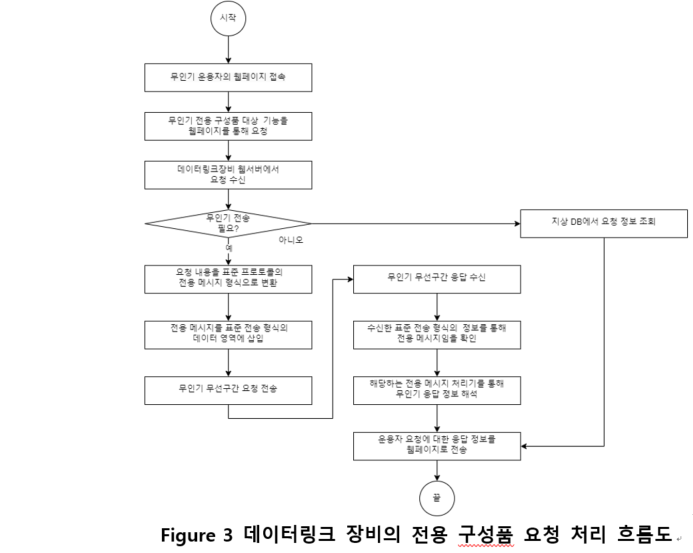 시작
무인기 운용자의 웹페이지 접속
무인기 전용 구성품 대상 기능을
웹페이지를 통해 요청
데이터링크장비 웹서버에서
요청 수신
무인기 전송
필요?
아니오
예
지상 DB에서 요청 정보 조회
요청 내용을 표준 프로토콜의
전용 메시지 형식으로 변환
전용 메시지를 표준 전송 형식의
데이터 영역에 삽입
무인기 무선구간 요청 전송
무인기 무선구간 응답 수신
수신한 표준 전송 형식의 정보를 통해
전용 메시지임을 확인
해당하는 전용 메시지 처리기를 통해
무인기 응답 정보 해석
운용자 요청에 대한 응답 정보를
웹페이지로 전송
끝
Figure 3 데이터링크 장비의 전용 구성품 요청 처리 흐름도